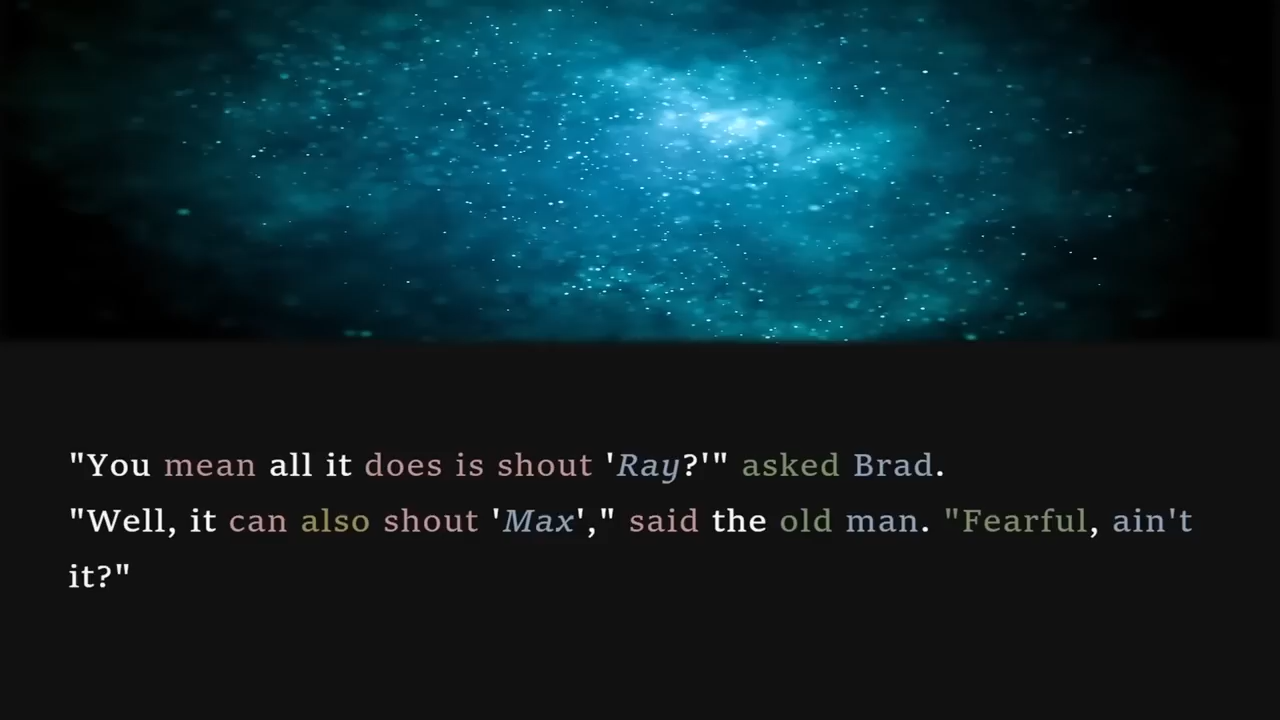 "You mean all it does is shout 'Ray?'" asked Brad.
"Well, it can also shout 'Max'," said the old man. "Fearful, ain't
it?"